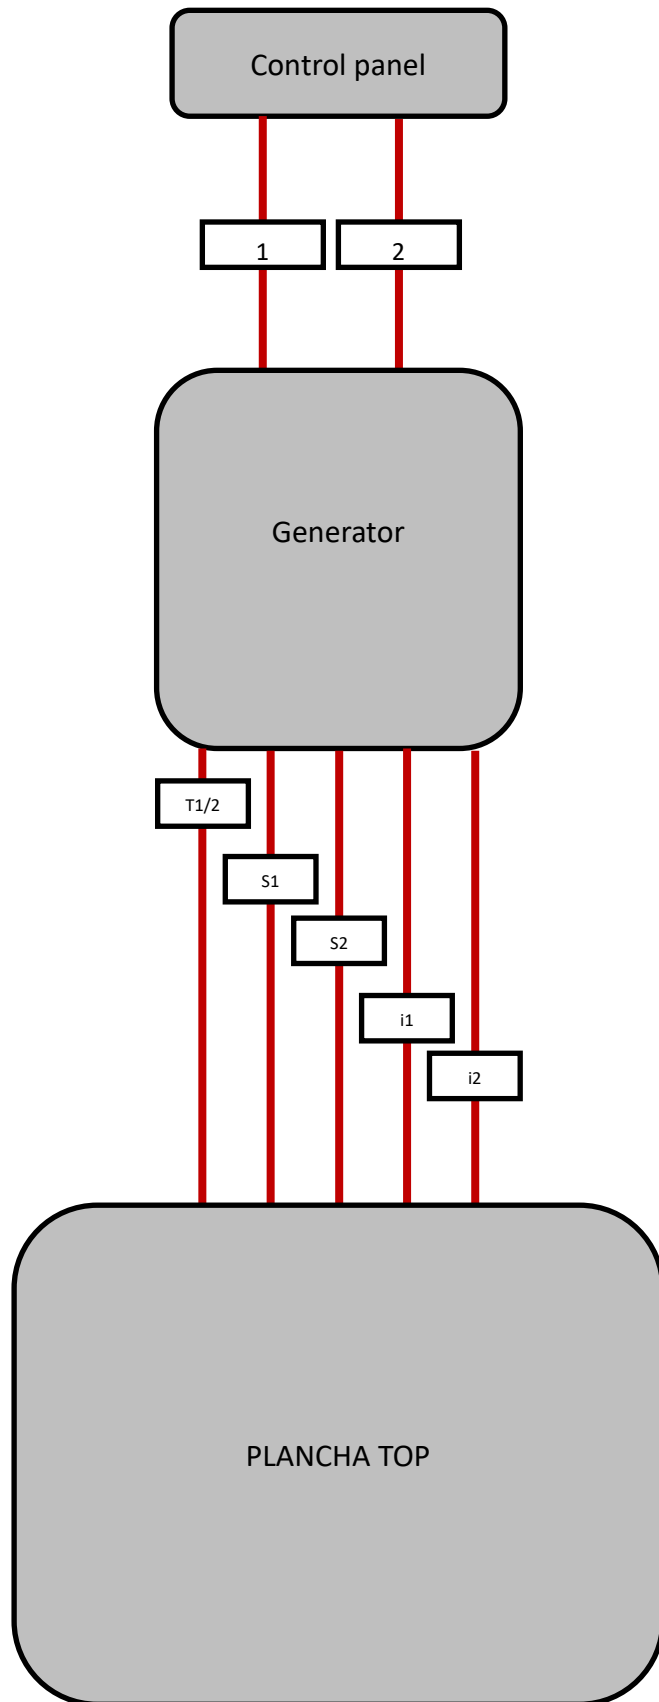 Control panel
1
2
Generator
T1/2
S1
S2
i1
i2
PLANCHA TOP